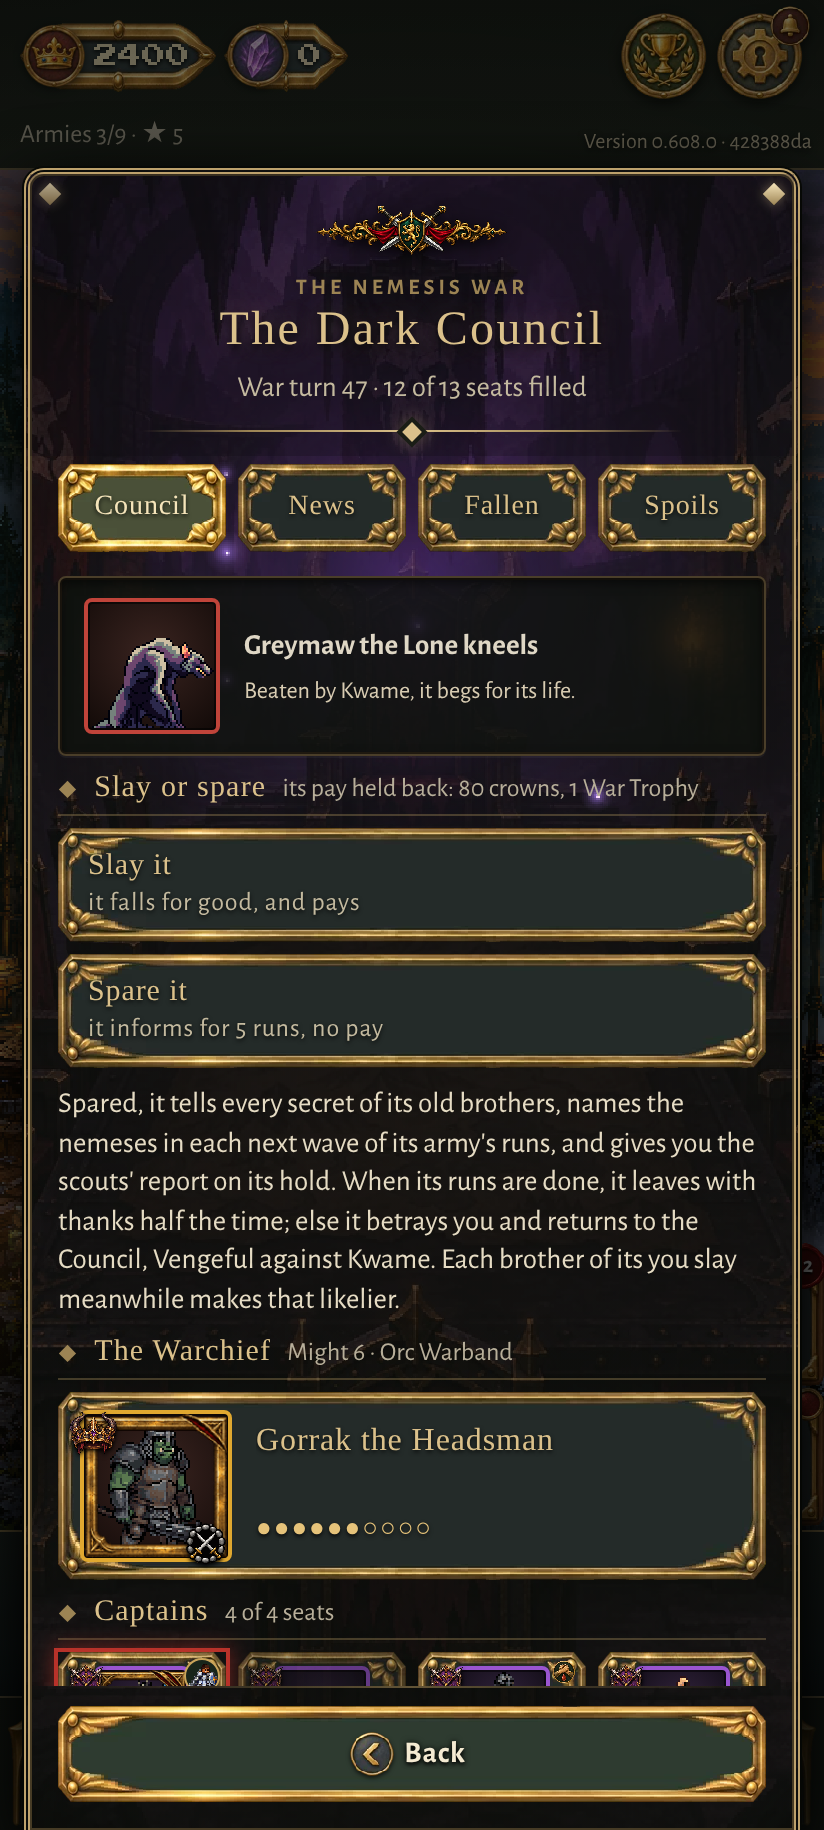 2400
0
Armies 3/9 · ★ 5
Version 0.608.0 · 428388da
THE NEMESIS WAR
The Dark Council
War turn 47 · 12 of 13 seats filled
Council
News
Fallen
Spoils
Greymaw the Lone kneels
Beaten by Kwame, it begs for its life.
Slay or spare its pay held back: 80 crowns, 1 War Trophy
Slay it
it falls for good, and pays
Spare it
it informs for 5 runs, no pay
Spared, it tells every secret of its old brothers, names the
nemeses in each next wave of its army's runs, and gives you the
scouts' report on its hold. When its runs are done, it leaves with
thanks half the time; else it betrays you and returns to the
Council, Vengeful against Kwame. Each brother of its you slay
meanwhile makes that likelier.
2
The Warchief Might 6 · Orc Warband
Gorrak the Headsman
Captains 4 of 4 seats
Back